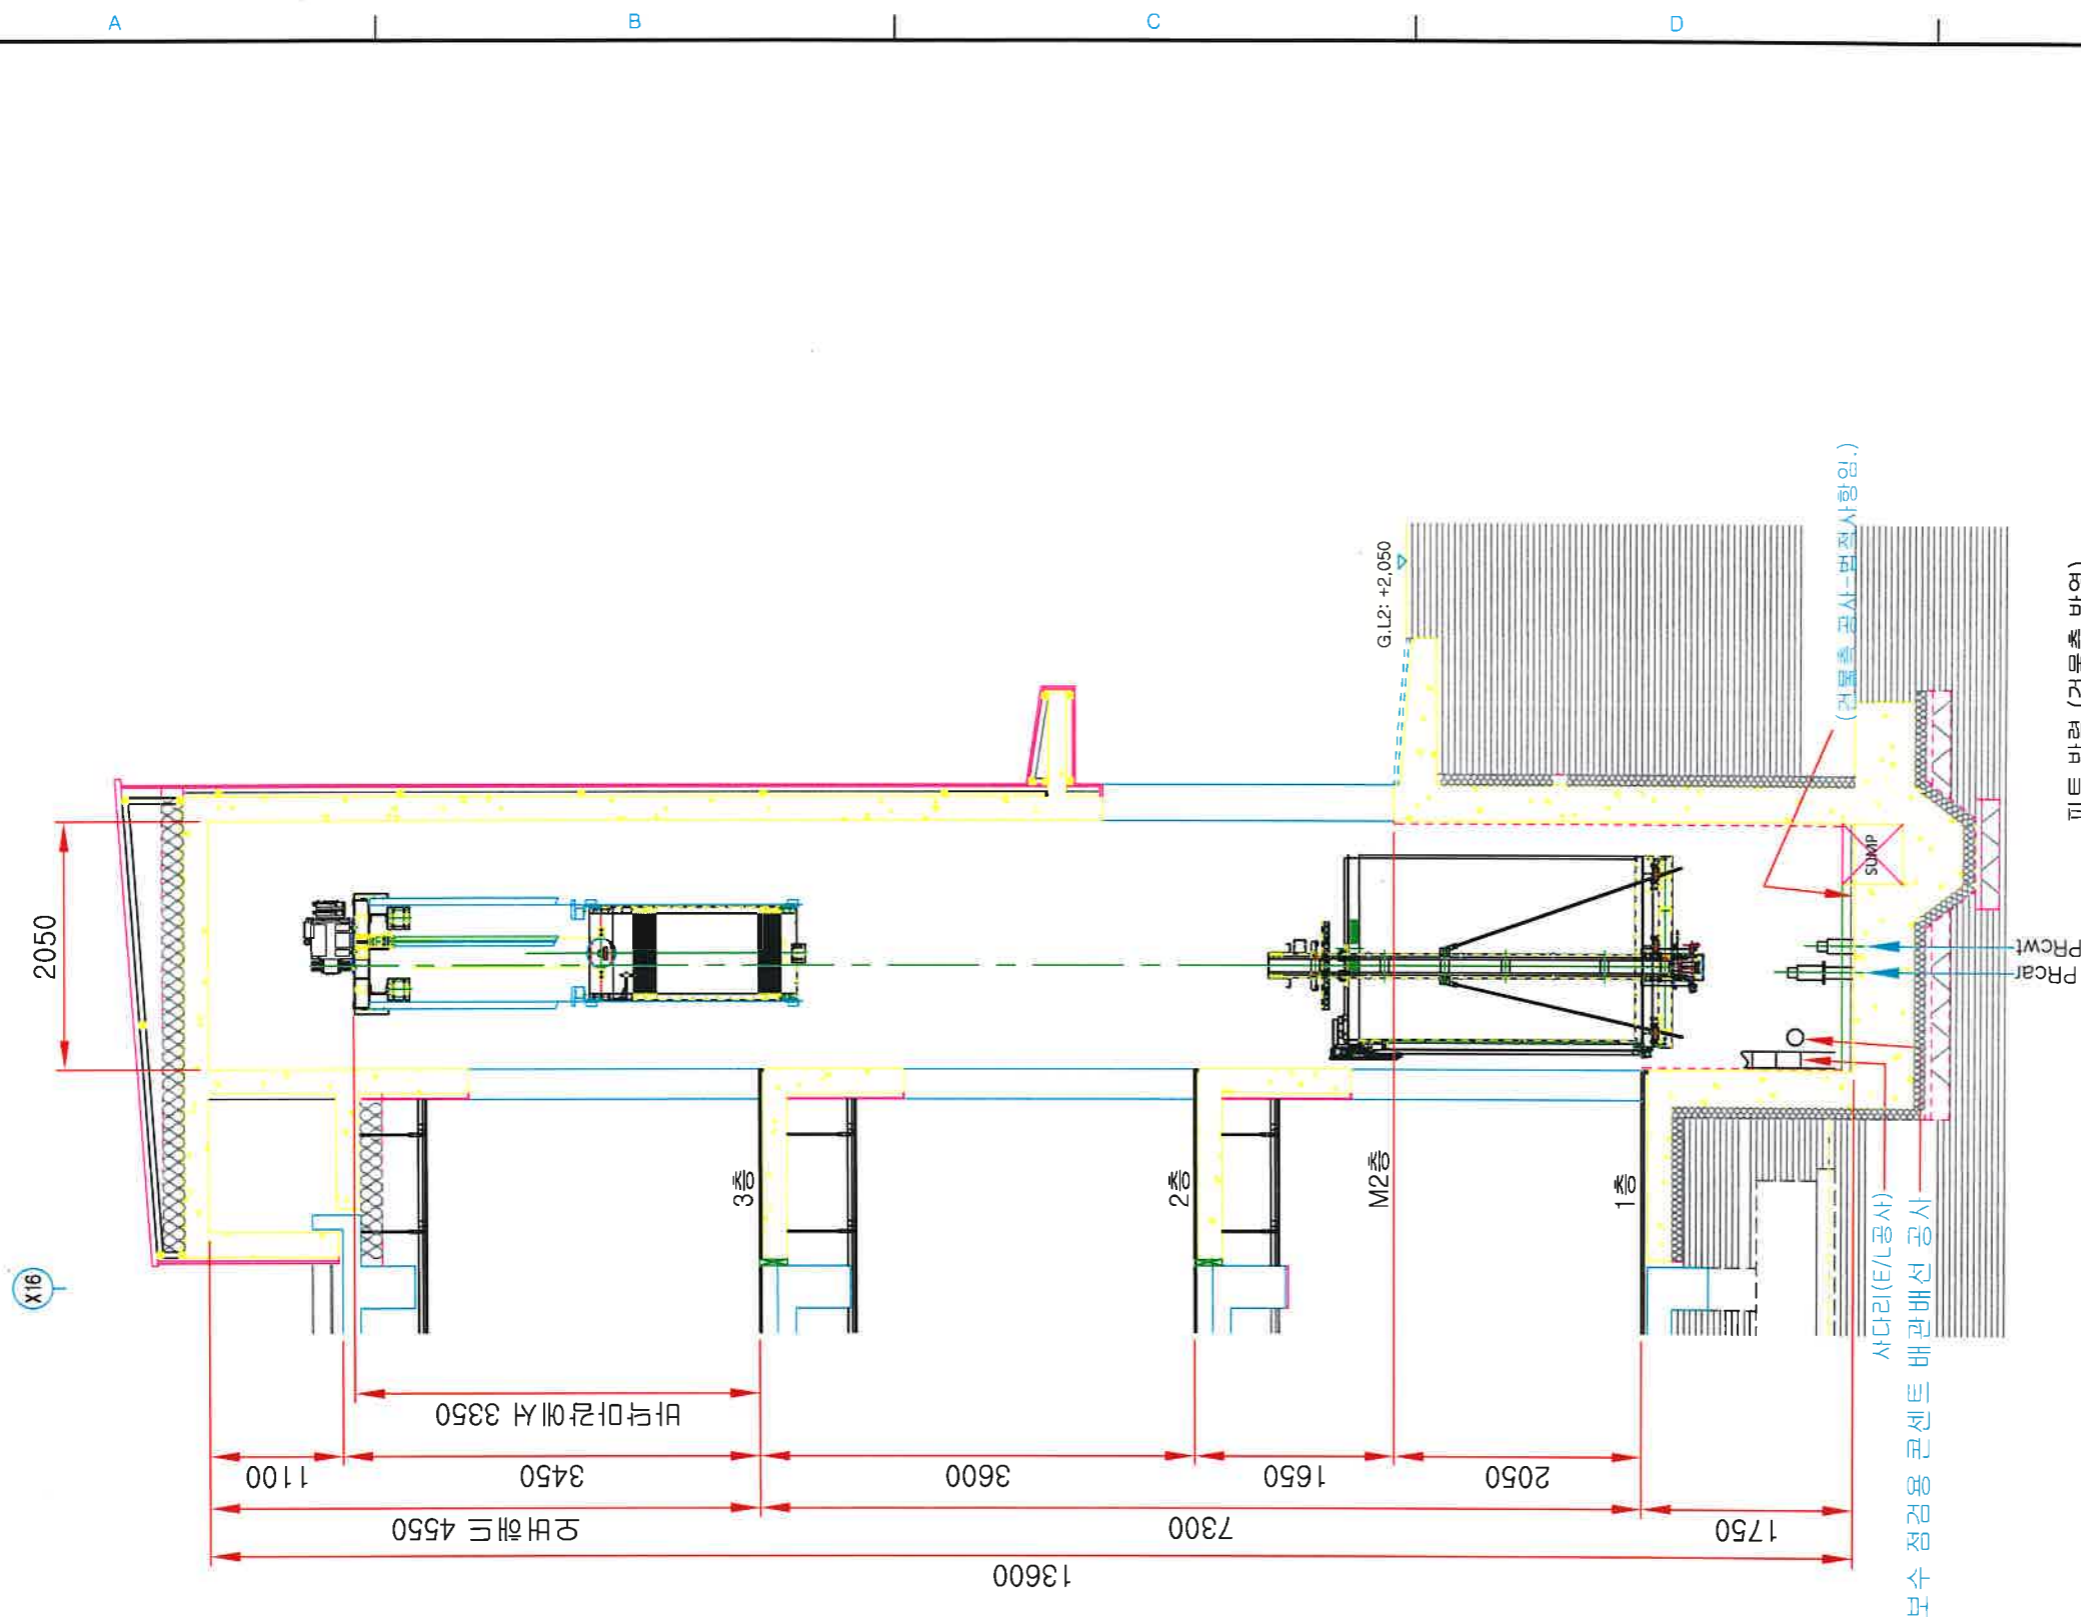 A
B
C
D
2050
X16
G.L2: +2,050
(건물측 공사-법정사항임.)
SUMP
PRcwt
PRcar
3층
2층
M2층
1층
사다리(E/L공사)
보수 점검용 콘센트 배관배선 공사
바닥마감에서 3350
1100
3450
3600
1650
2050
오버헤드 4550
7300
1750
13600